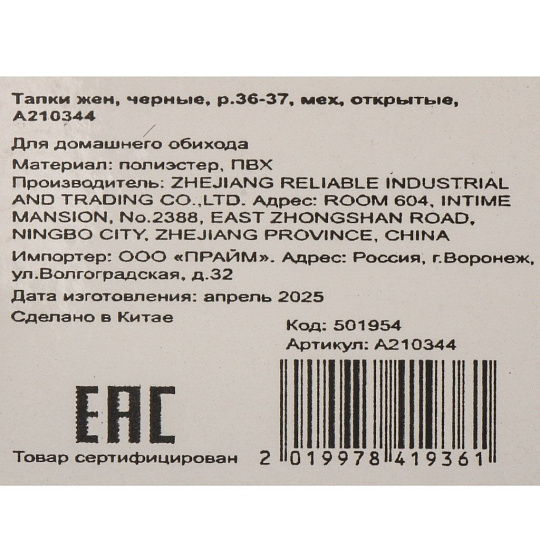 Тапки жен, черные, р.36-37, мех, открытые,
А210344
Для домашнего обихода
Материал: полиэстер, ПВХ
Производитель: ZHEJIANG RELIABLE INDUSTRIAL
AND TRADING CO.,LTD. Адрес: ROOM 604, INTIME
MANSION, No.2388, EAST ZHONGSHAN ROAD,
NINGBO CITY, ZHEJIANG PROVINCE, CHINA
Импортер: ООО «ПРАЙМ». Адрес: Россия, г.Воронеж,
ул.Волгоградская, д.32
Дата изготовления: апрель 2025
Сделано в Китае
Код: 501954
Артикул: А210344
EAC
Товар сертифицирован
2 019978 419361